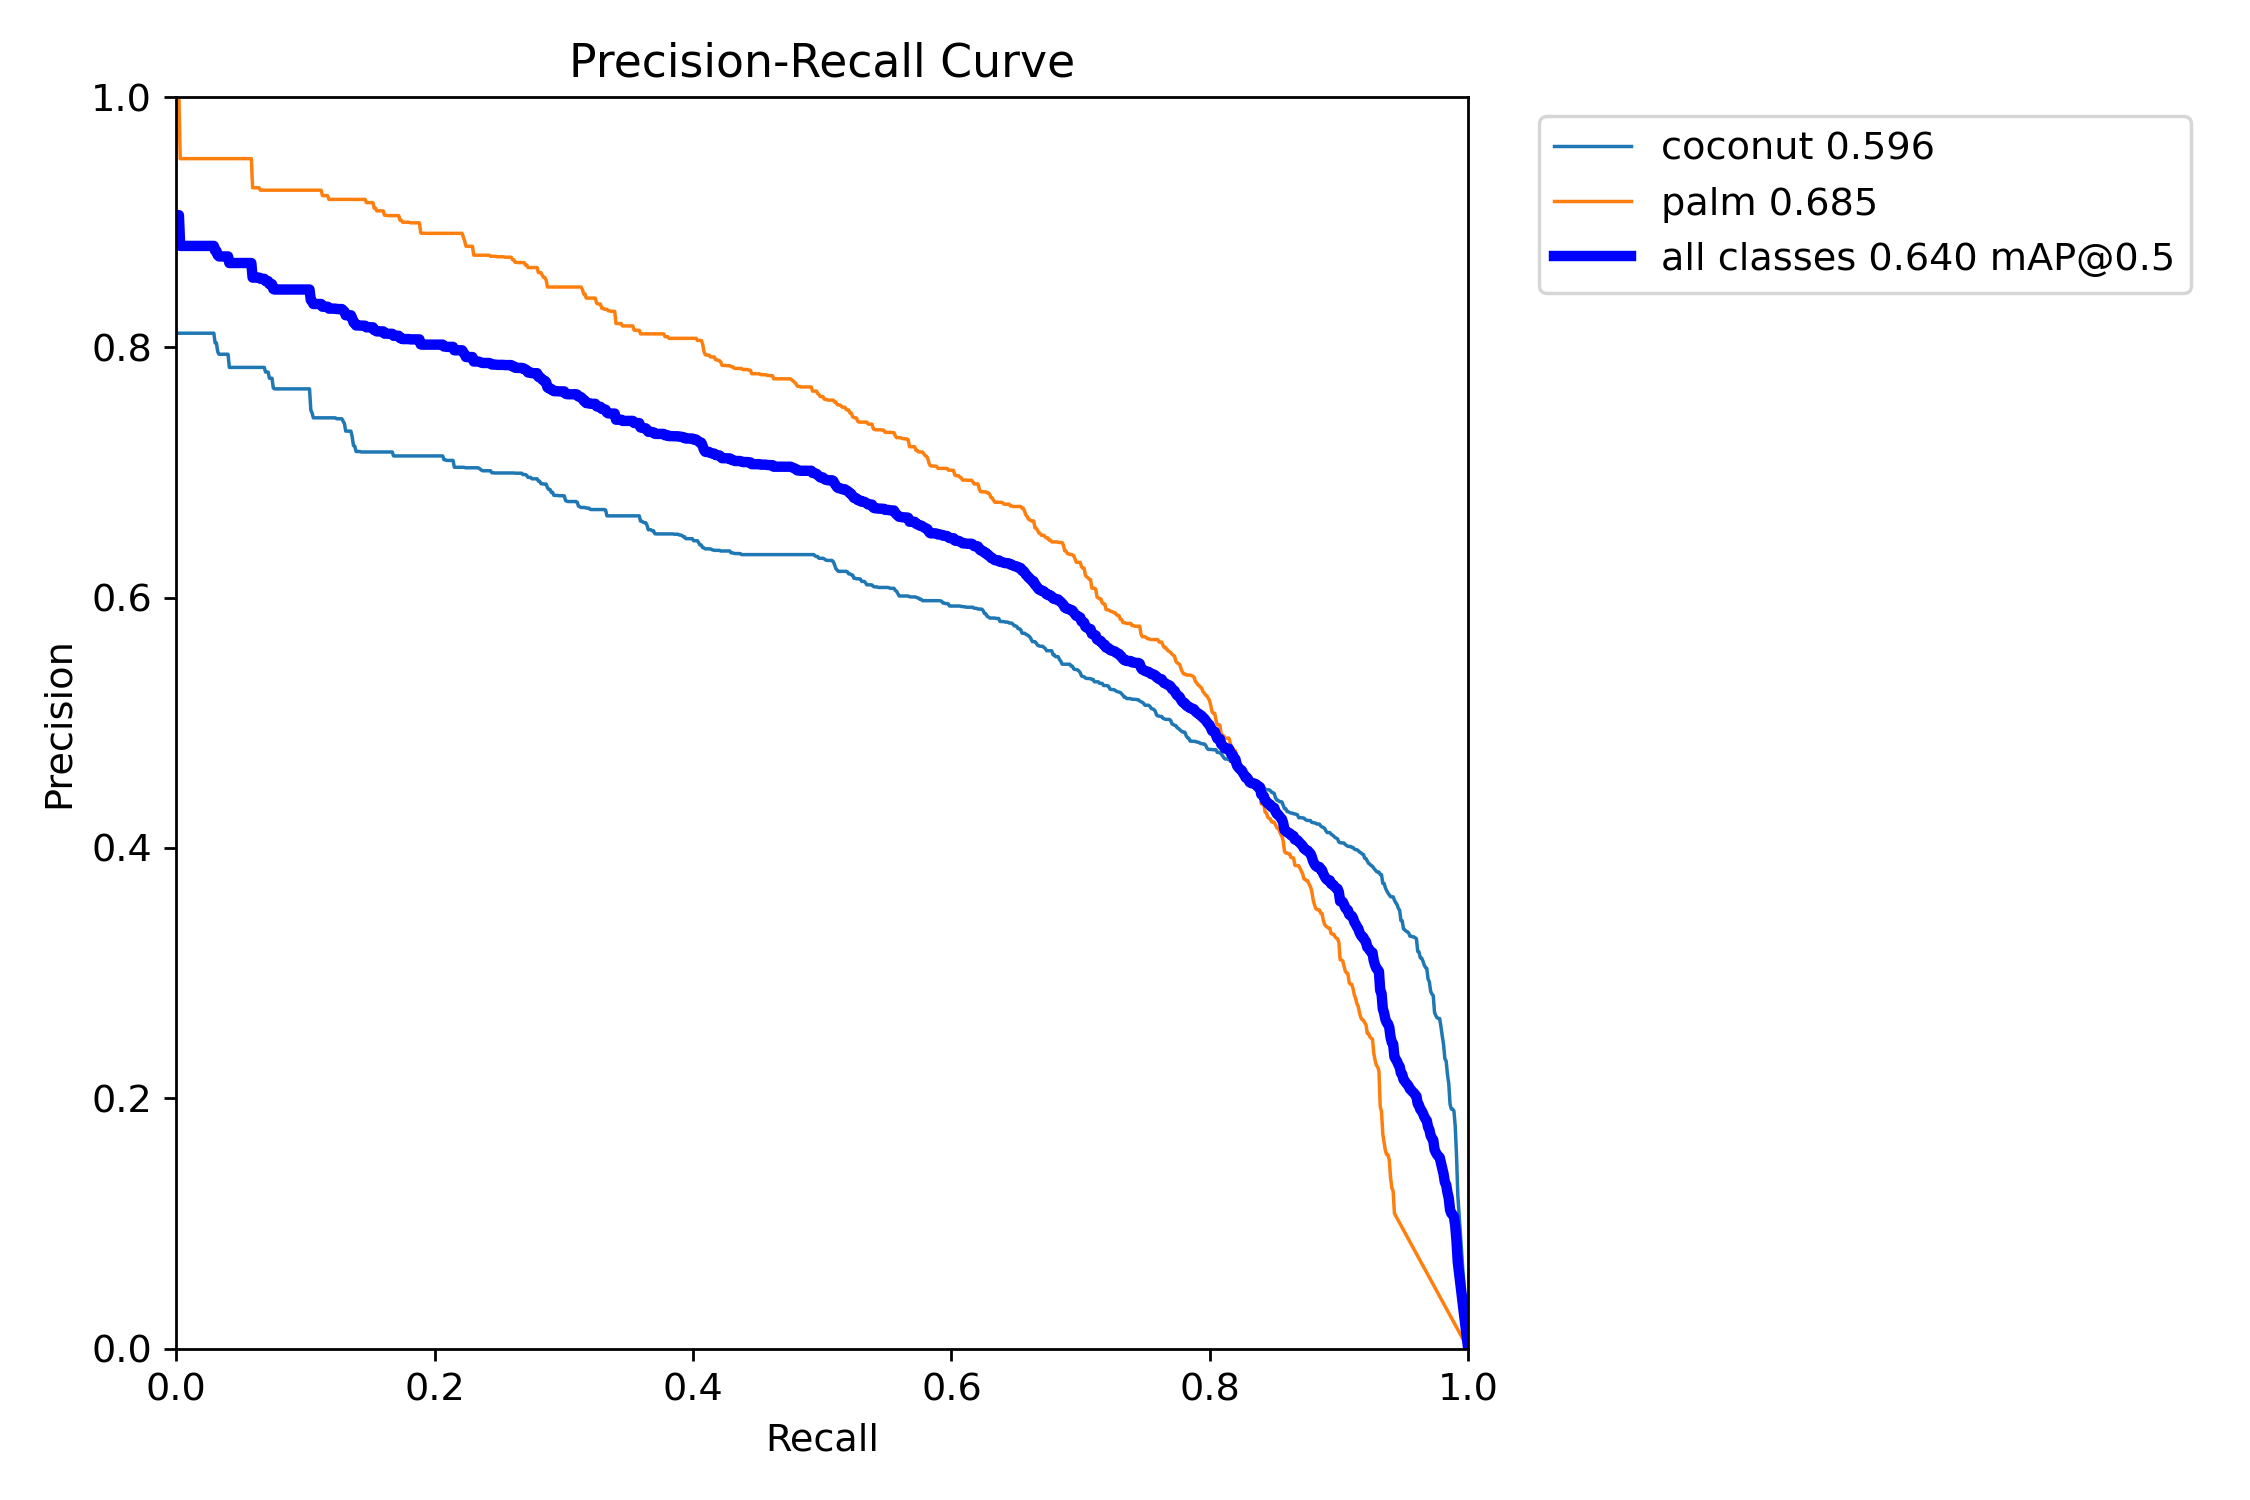 Precision-Recall Curve
1.0
0.8
0.6
0.4
0.2
0.0
Precision
0.0 0.2 0.4 0.6 0.8 1.0
Recall
coconut 0.596
palm 0.685
all classes 0.640 mAP@0.5